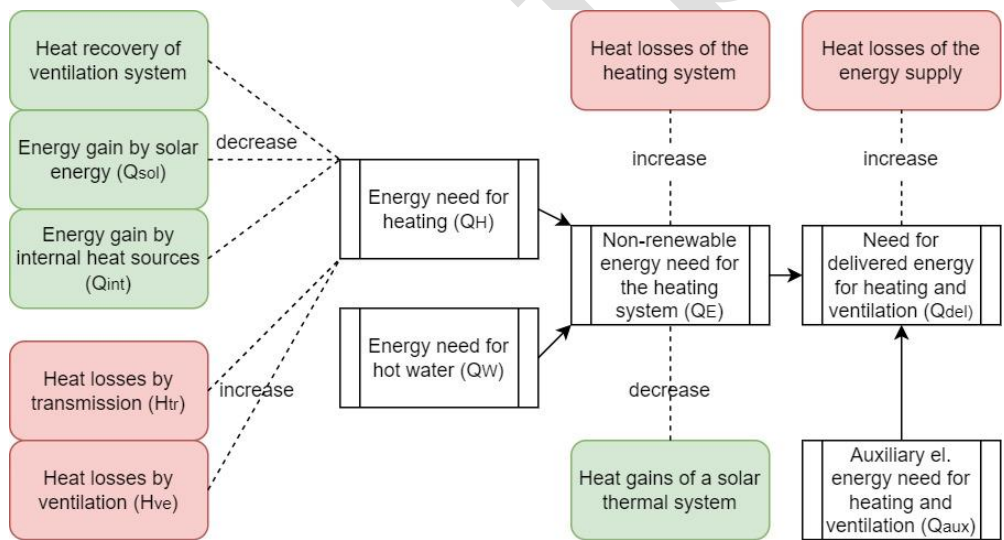 Heat recovery of
ventilation system
Energy gain by solar
energy (Qsol)
Energy gain by
internal heat sources
(Qint)
decrease
Heat losses by
transmission (Htr)
Heat losses by
ventilation (Hve)
increase
Energy need for
heating (QH)
Energy need for
hot water (QW)
Heat losses of the
heating system
increase
Non-renewable
energy need for
the heating
system (QE)
decrease
Heat gains of a solar
thermal system
Heat losses of the
energy supply
increase
Need for
delivered energy
for heating and
ventilation (Qdel)
Auxiliary el.
energy need for
heating and
ventilation (Qaux)